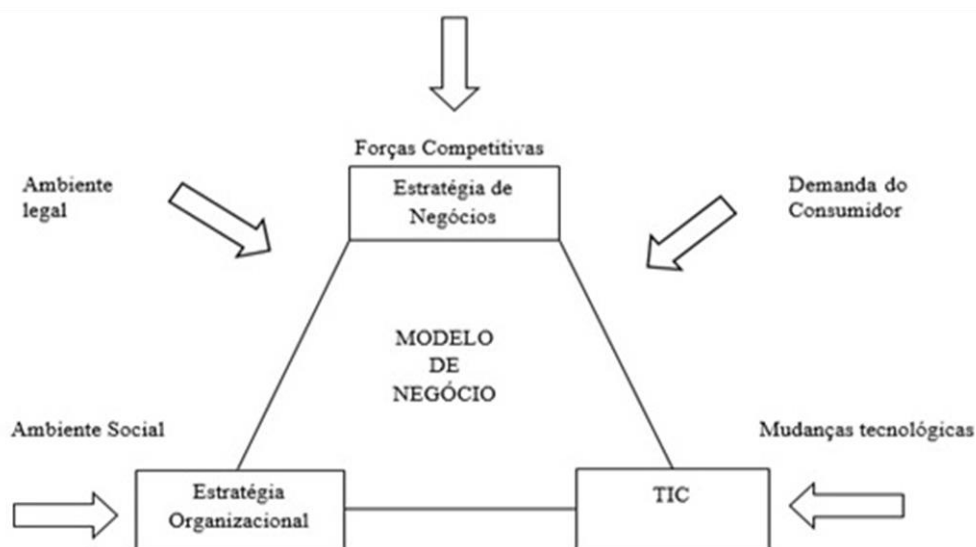 Forças Competitivas
Estratégia de
Negócios
Ambiente
legal
Demanda do
Consumidor
MODELO
DE
NEGÓCIO
Ambiente Social
Mudanças tecnológicas
Estratégia
Organizacional
TIC